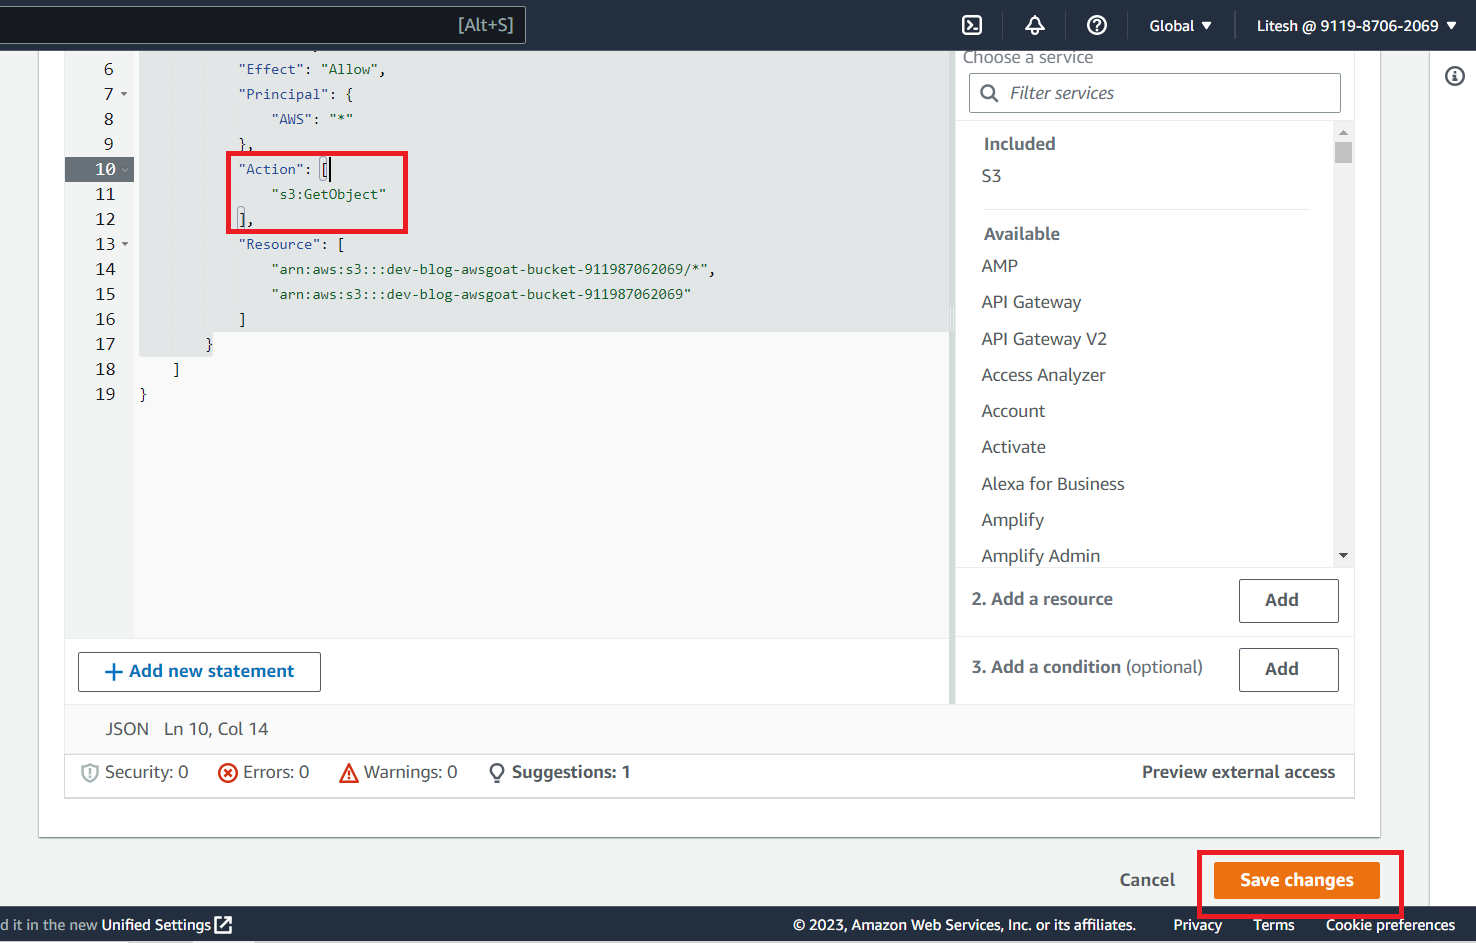 [Alt+S]
Global ▼
Litesh @ 9119-8706-2069 ▼
6 "Effect": "Allow",
7 "Principal": {
8 "AWS": "*"
9 },
10 "Action": [
11 "s3:GetObject"
12 ],
13 "Resource": [
14 "arn:aws:s3:::dev-blog-awsgoat-bucket-911987062069/*",
15 "arn:aws:s3:::dev-blog-awsgoat-bucket-911987062069"
16 ]
17 }
18 ]
19 }
Choose a service
Filter services
Included
S3
Available
AMP
API Gateway
API Gateway V2
Access Analyzer
Account
Activate
Alexa for Business
Amplify
Amplify Admin
2. Add a resource
Add
3. Add a condition (optional)
Add
+ Add new statement
JSON Ln 10, Col 14
Security: 0 Errors: 0 Warnings: 0 Suggestions: 1
Preview external access
Cancel
Save changes
d it in the new Unified Settings
© 2023, Amazon Web Services, Inc. or its affiliates.
Privacy
Terms
Cookie preferences